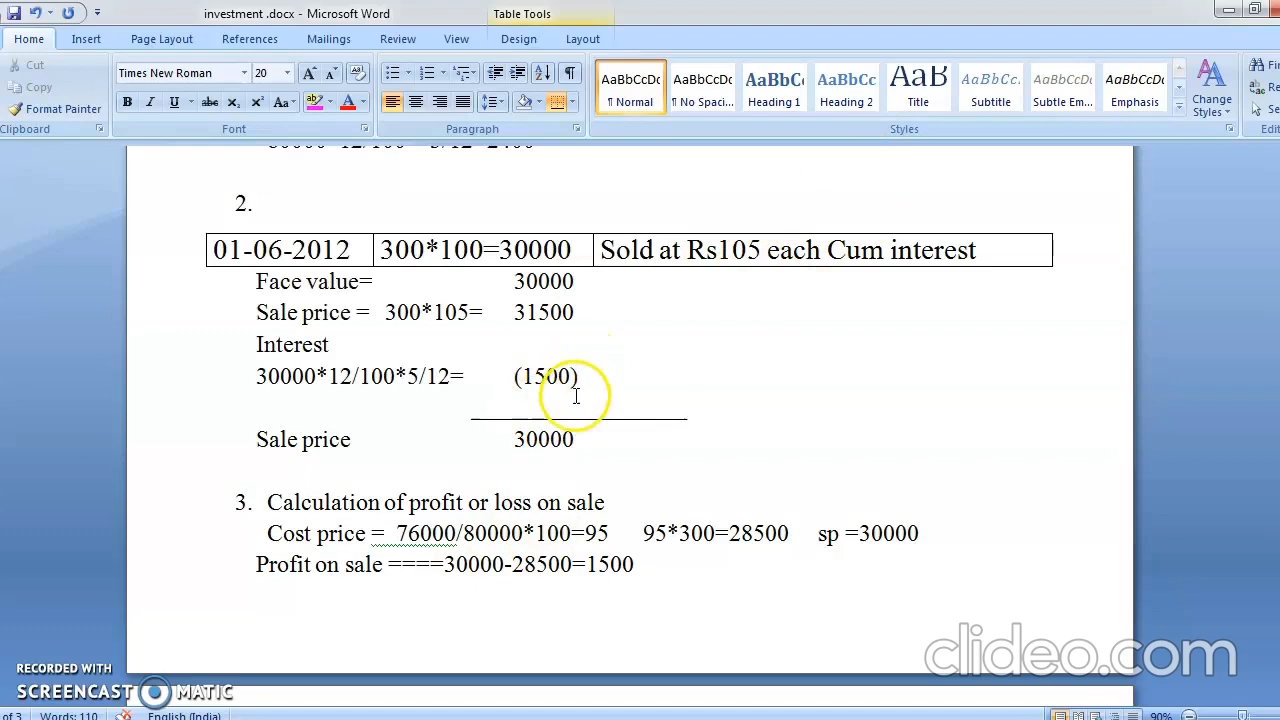 investment .docx - Microsoft Word
Table Tools
Home Insert Page Layout References Mailings Review View Design Layout
Cut
Copy
Format Painter
Clipboard
Times New Roman 20
Font
Paragraph
AaBbCcDc AaBbCcDc AaBbCc AaBbCc AaB AaBbCc. AaBbCcDc AaBbCcDc
¶ Normal ¶ No Spaci... Heading 1 Heading 2 Title Subtitle Subtle Em... Emphasis
Change Styles
Styles
2.
01-06-2012 300*100=30000 Sold at Rs105 each Cum interest
Face value= 30000
Sale price = 300*105= 31500
Interest
30000*12/100*5/12= (1500)
Sale price 30000
3. Calculation of profit or loss on sale
Cost price = 76000/80000*100=95 95*300=28500 sp =30000
Profit on sale ====30000-28500=1500
clideo.com
RECORDED WITH
SCREENCAST MATIC
of 3 Words: 110 English (India) 90%